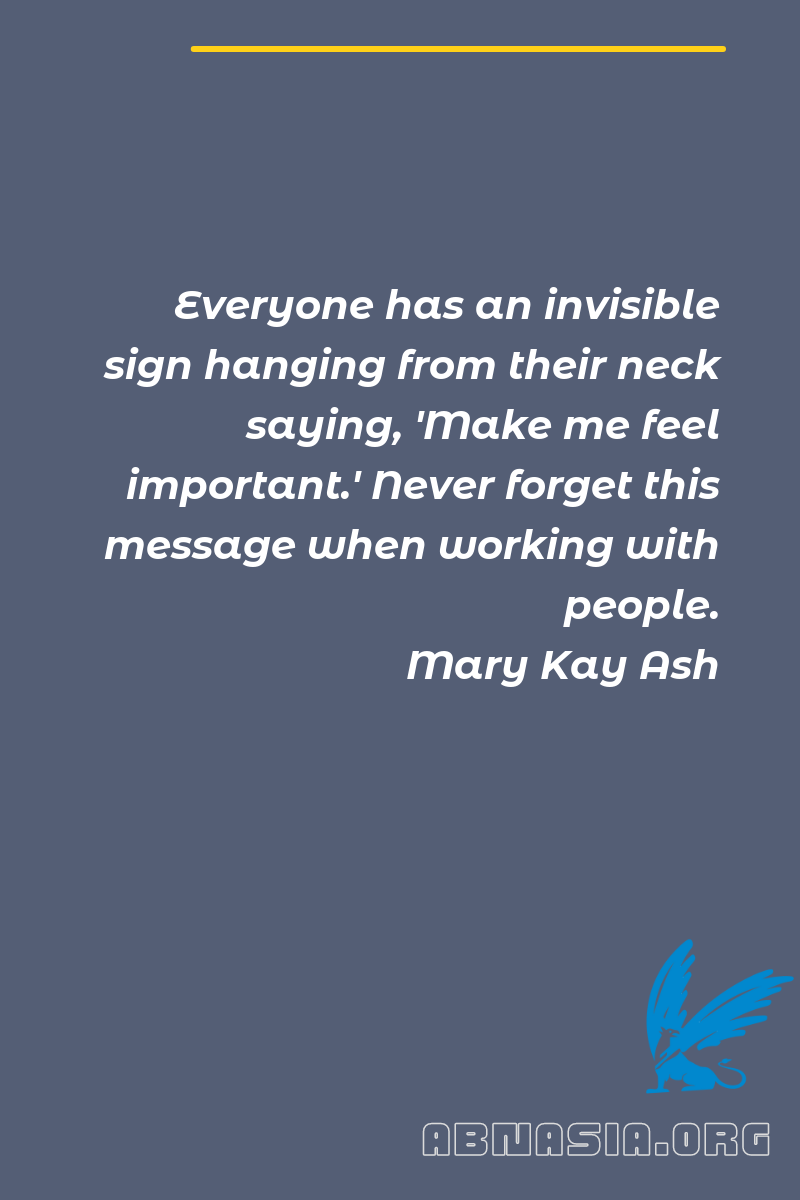 Everyone has an invisible
sign hanging from their neck
saying, 'Make me feel
important.' Never forget this
message when working with
people.
Mary Kay Ash
ABNASIA.ORG